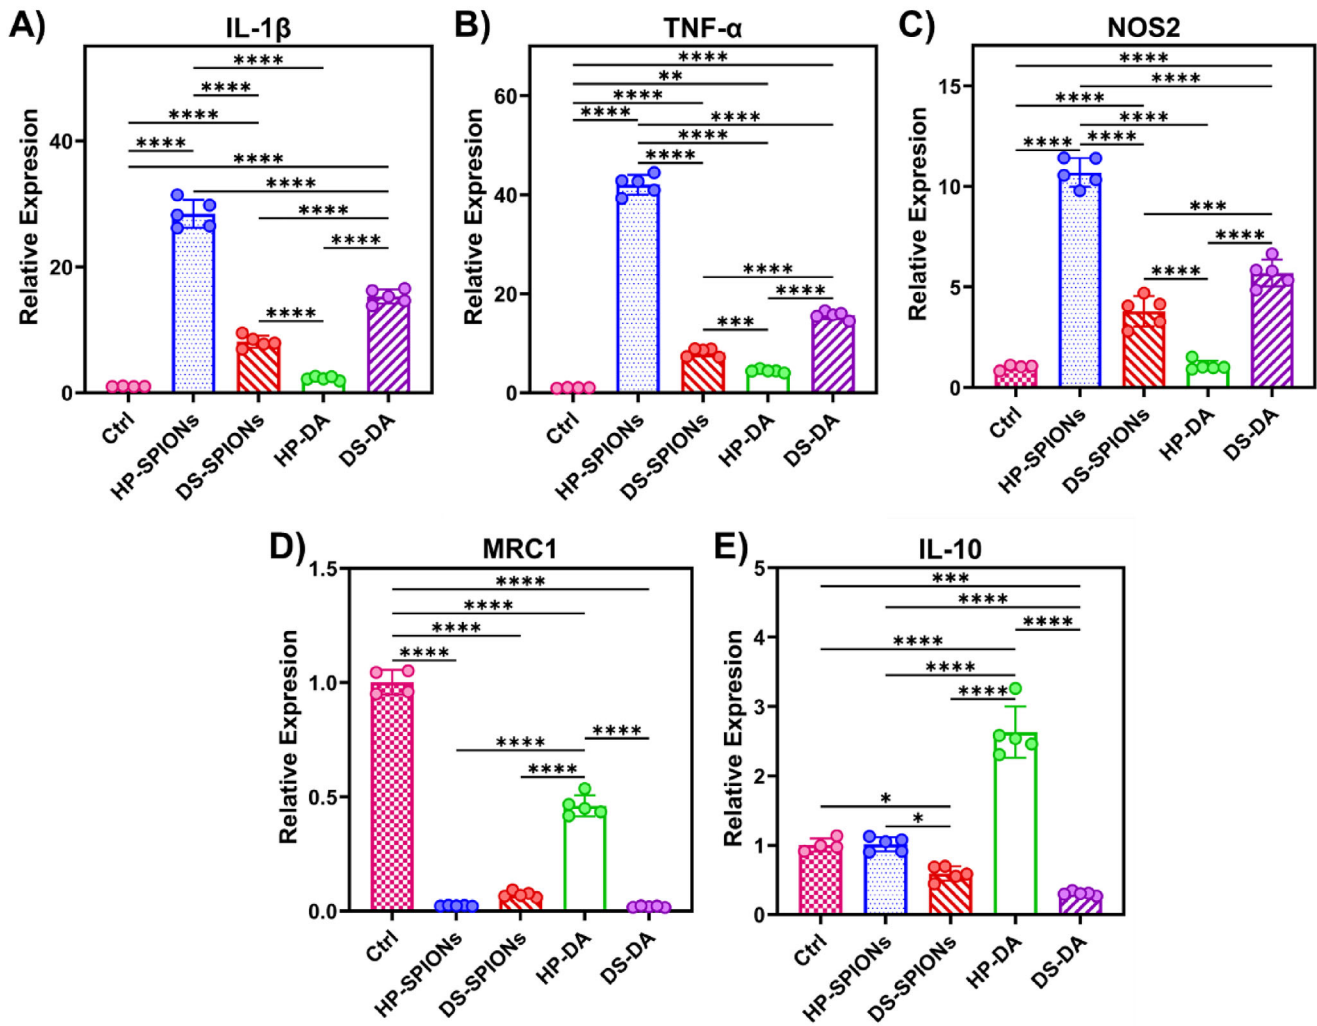 A)
IL-1β
Relative Expresion
40
20
0
****
****
****
****
****
****
****
****
****
Ctrl
HP-SPIONs
DS-SPIONs
HP-DA
DS-DA
B)
TNF-α
Relative Expresion
60
40
20
0
****
**
****
****
****
****
****
****
****
***
Ctrl
HP-SPIONs
DS-SPIONs
HP-DA
DS-DA
C)
NOS2
Relative Expresion
15
10
5
0
****
****
****
****
****
****
***
****
****
Ctrl
HP-SPIONs
DS-SPIONs
HP-DA
DS-DA
D)
MRC1
Relative Expresion
1.5
1.0
0.5
0.0
****
****
****
****
****
****
****
Ctrl
HP-SPIONs
DS-SPIONs
HP-DA
DS-DA
E)
IL-10
Relative Expresion
5
4
3
2
1
0
***
****
****
****
****
****
*
*
Ctrl
HP-SPIONs
DS-SPIONs
HP-DA
DS-DA